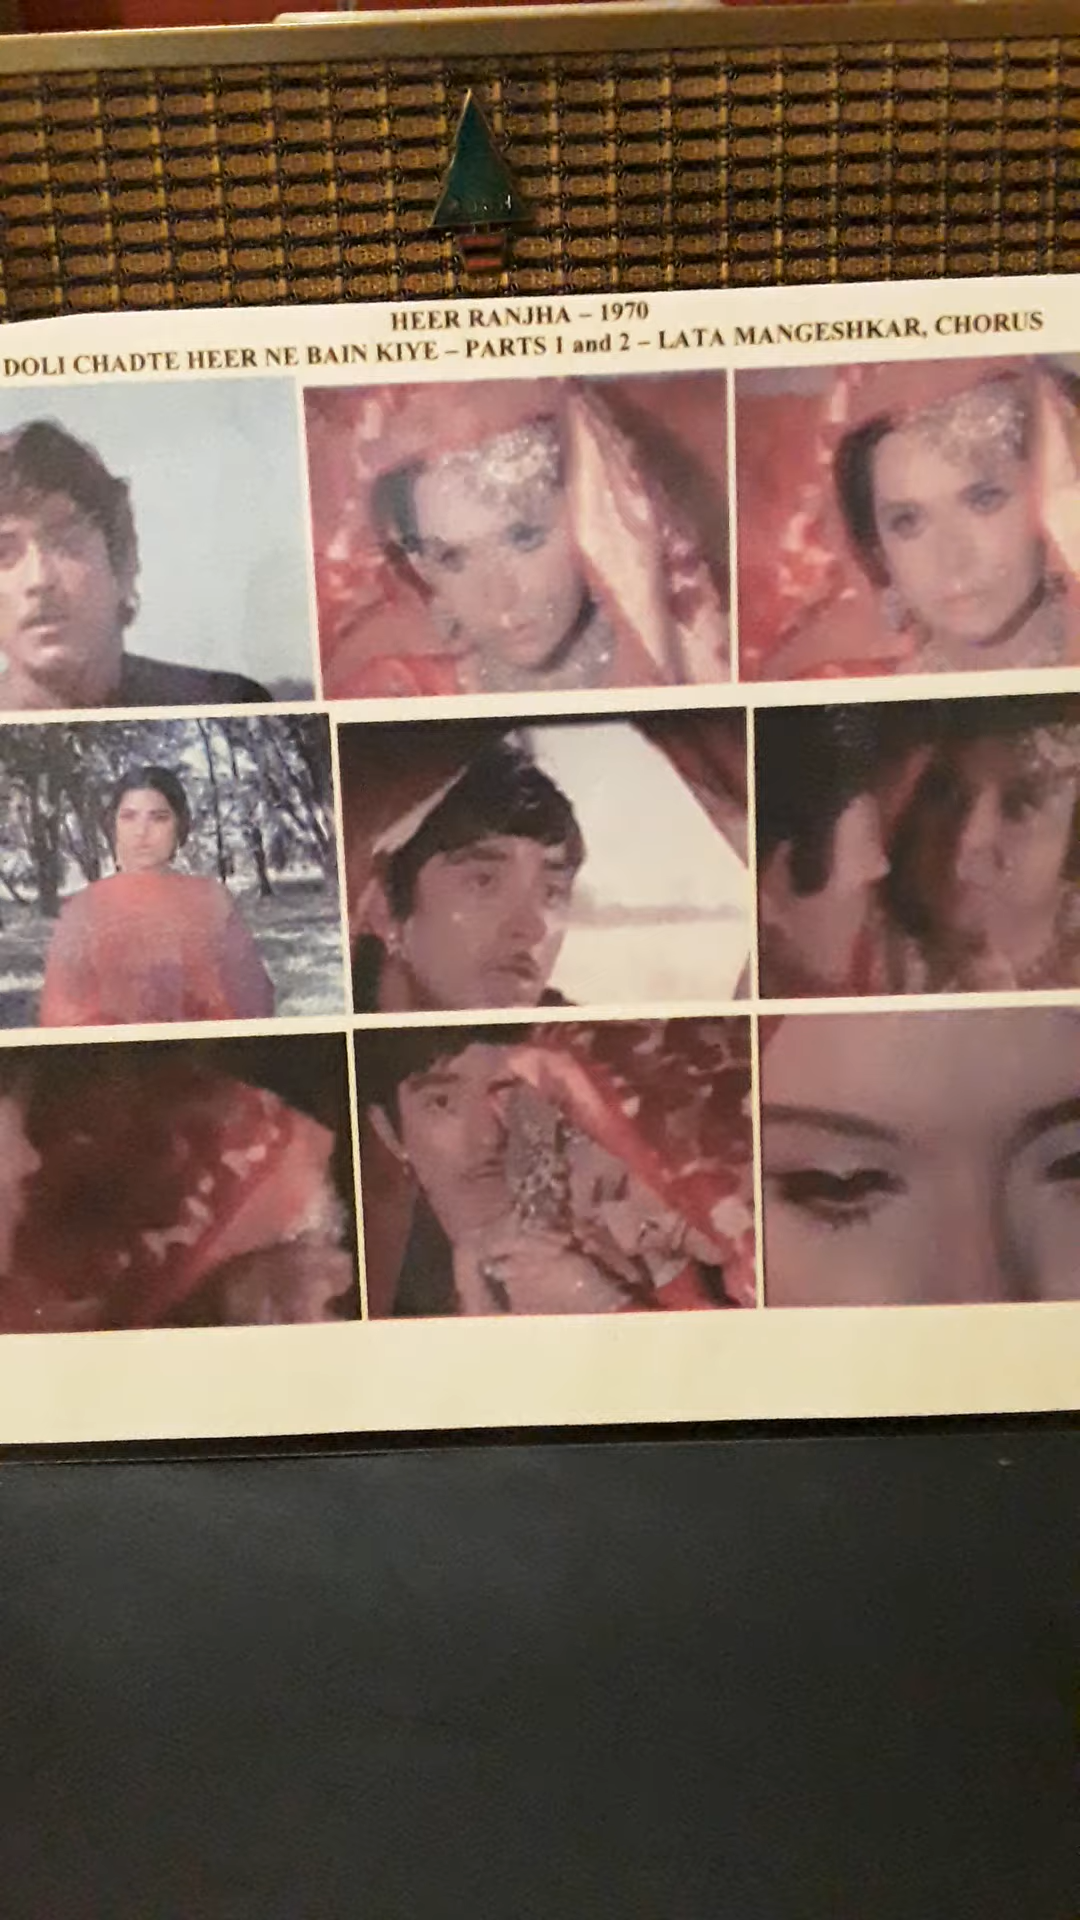 HEER RANJHA – 1970
DOLI CHADTE HEER NE BAIN KIYE – PARTS 1 and 2 – LATA MANGESHKAR, CHORUS